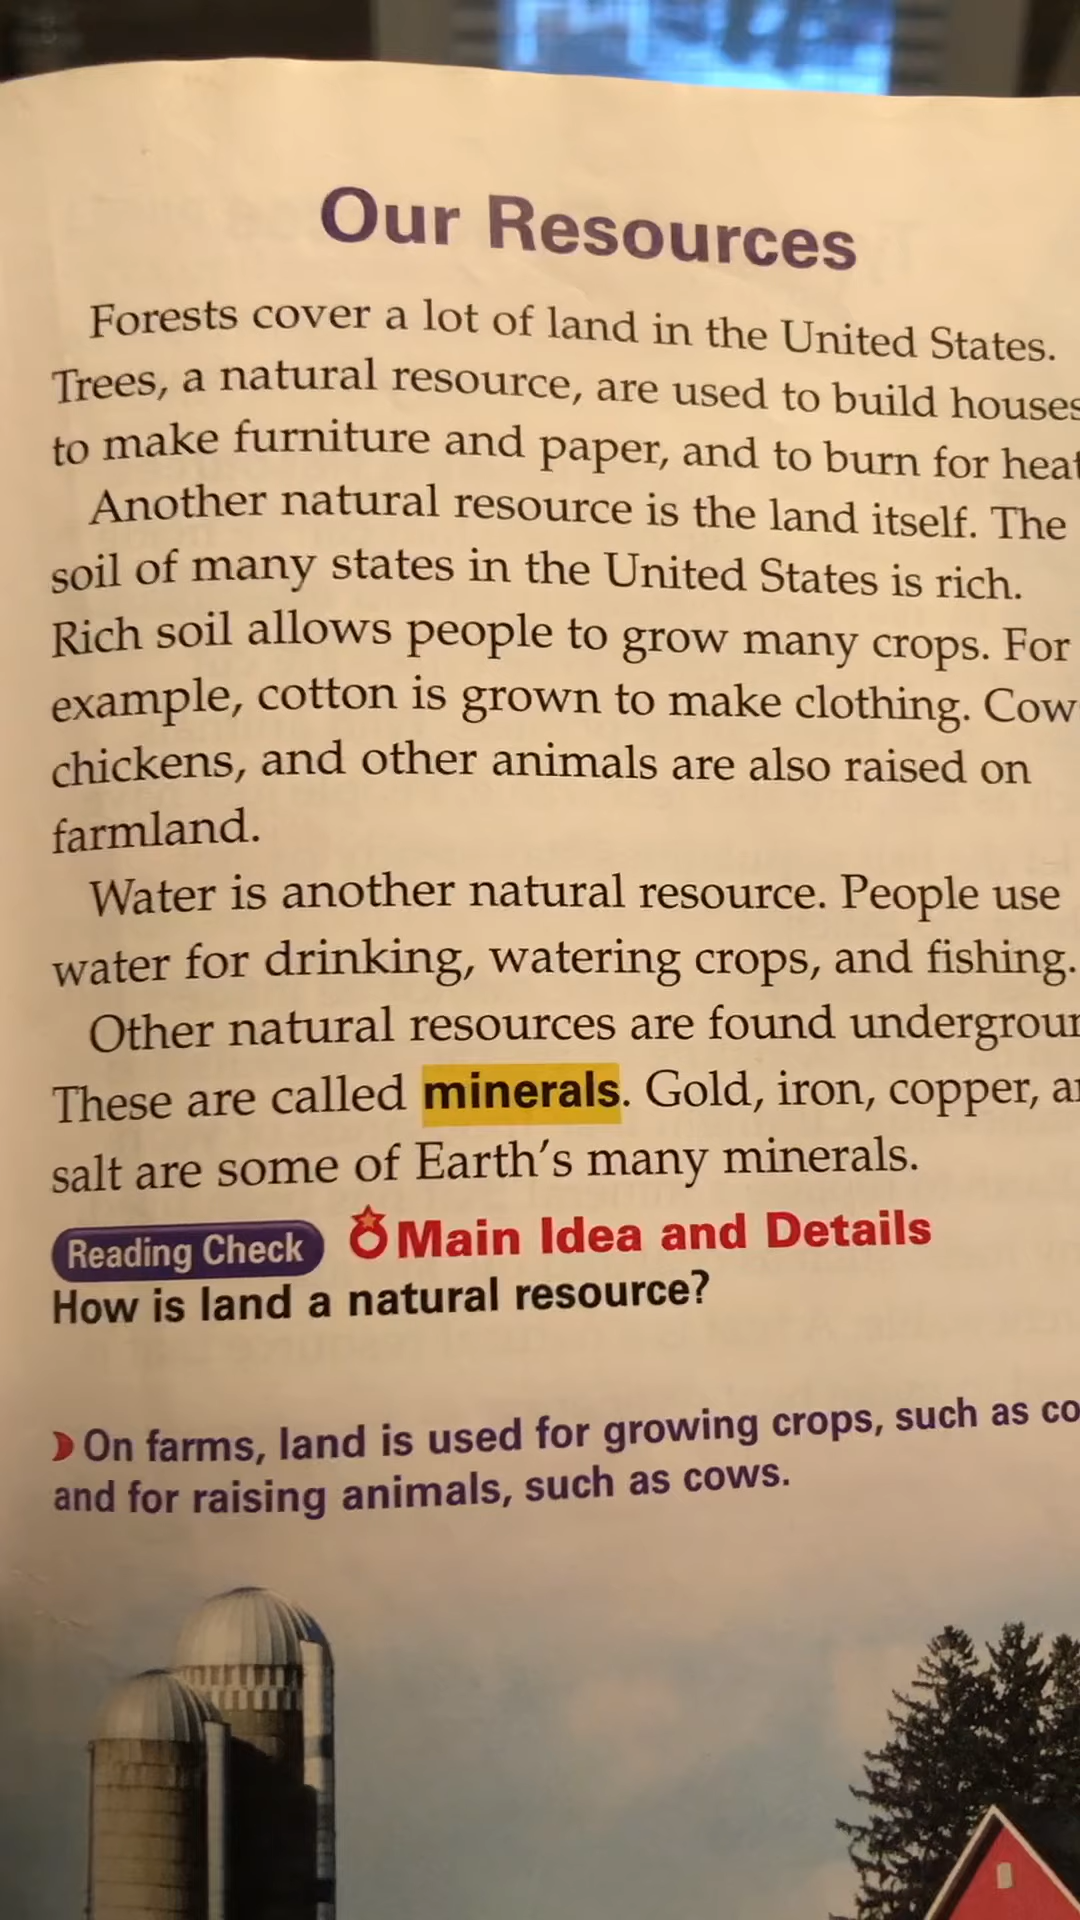 Our Resources
Forests cover a lot of land in the United States.
Trees, a natural resource, are used to build houses
to make furniture and paper, and to burn for heat
Another natural resource is the land itself. The
soil of many states in the United States is rich.
Rich soil allows people to grow many crops. For
example, cotton is grown to make clothing. Cow
chickens, and other animals are also raised on
farmland.
Water is another natural resource. People use
water for drinking, watering crops, and fishing.
Other natural resources are found
These are called minerals. Gold, iron, copper,
salt are some of Earth's many minerals.
Reading Check Main Idea and Details
How is land a natural resource?
On farms, land is used for growing crops, such as
and for raising animals, such as cows.